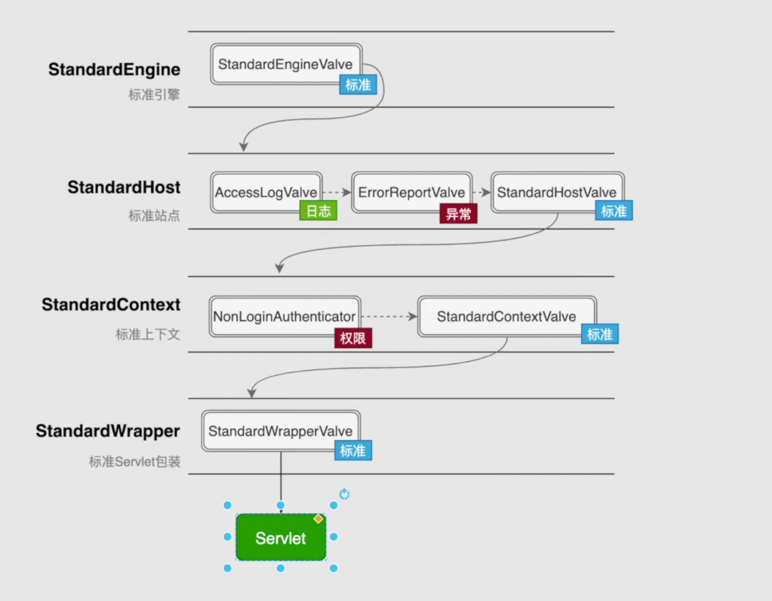 StandardEngine
标准引擎
StandardEngineValve
标准
StandardHost
标准站点
AccessLogValve
日志
ErrorReportValve
异常
StandardHostValve
标准
StandardContext
标准上下文
NonLoginAuthenticator
权限
StandardContextValve
标准
StandardWrapper
标准Servlet包装
StandardWrapperValve
标准
Servlet